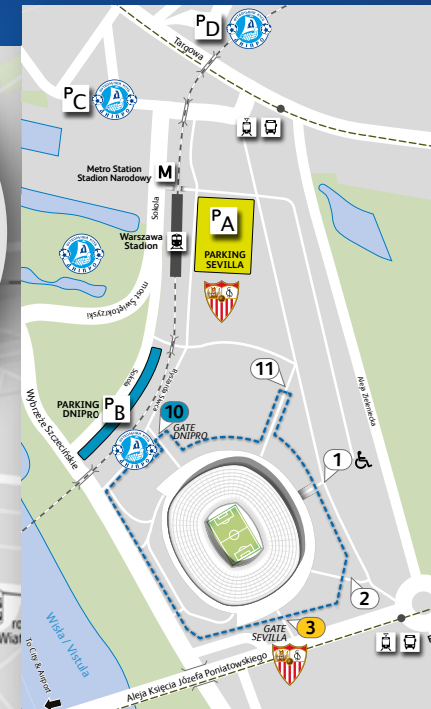 PD
Targowa
PC
Metro Station
Stadion Narodowy
M
Sokola
PA
Warszawa
Stadion
PARKING
SEVILLA
most Świętokrzyski
Sokola
PARKING
DNIPRO
PB
10
GATE
DNIPRO
11
Aleja Zieleniecka
Wybrzeże Szczecińskie
1
2
GATE
SEVILLA
3
Wisła / Vistula
To City & Airport
Aleja Księcia Józefa Poniatowskiego